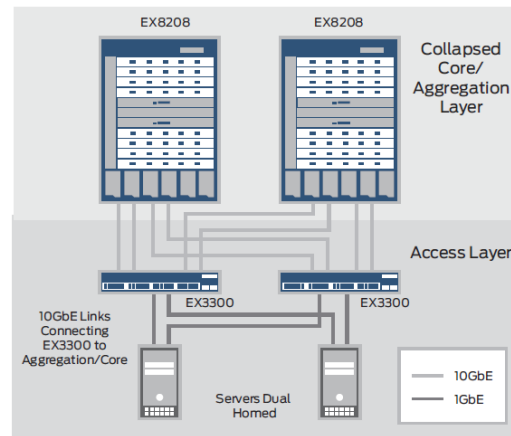 EX8208
EX8208
Collapsed
Core/
Aggregation
Layer
Access Layer
EX3300
EX3300
10GbE Links
Connecting
EX3300 to
Aggregation/Core
Servers Dual
Homed
10GbE
1GbE